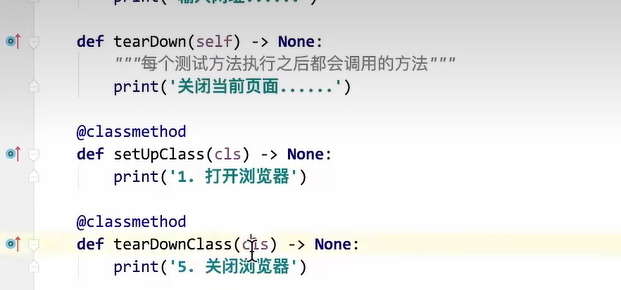 def tearDown(self) -> None:
"""每个测试方法执行之后都会调用的方法"""
print('关闭当前页面......')
@classmethod
def setUpClass(cls) -> None:
print('1. 打开浏览器')
@classmethod
def tearDownClass(cls) -> None:
print('5. 关闭浏览器')